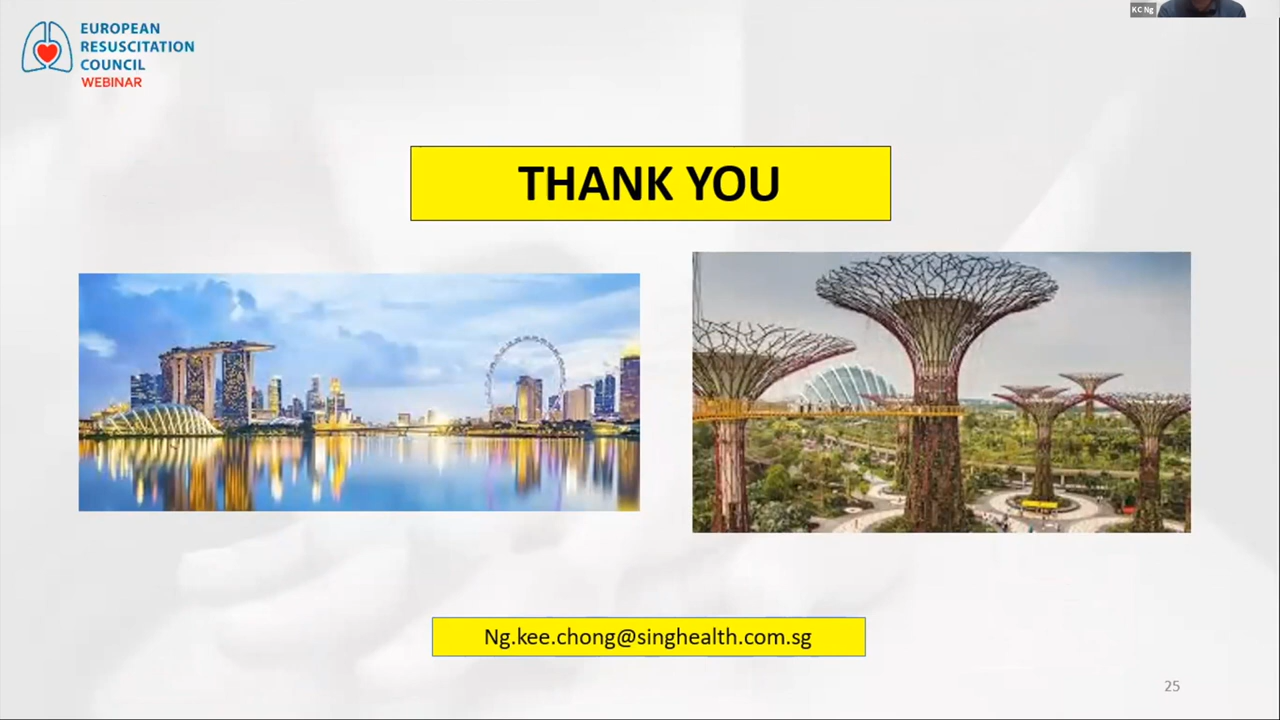 KC Ng
EUROPEAN
RESUSCITATION
COUNCIL
WEBINAR
THANK YOU
Ng.kee.chong@singhealth.com.sg
25